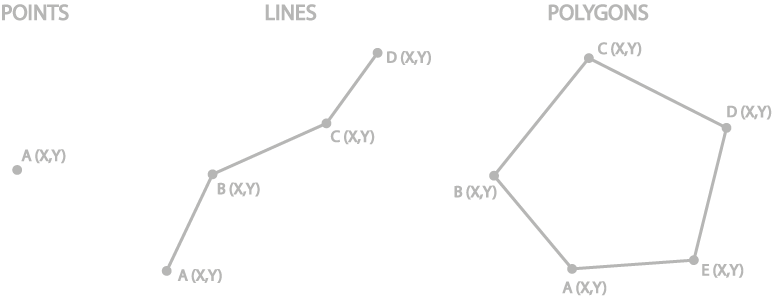 POINTS
A (X,Y)
LINES
D (X,Y)
C (X,Y)
B (X,Y)
A (X,Y)
POLYGONS
C (X,Y)
D (X,Y)
B (X,Y)
E (X,Y)
A (X,Y)